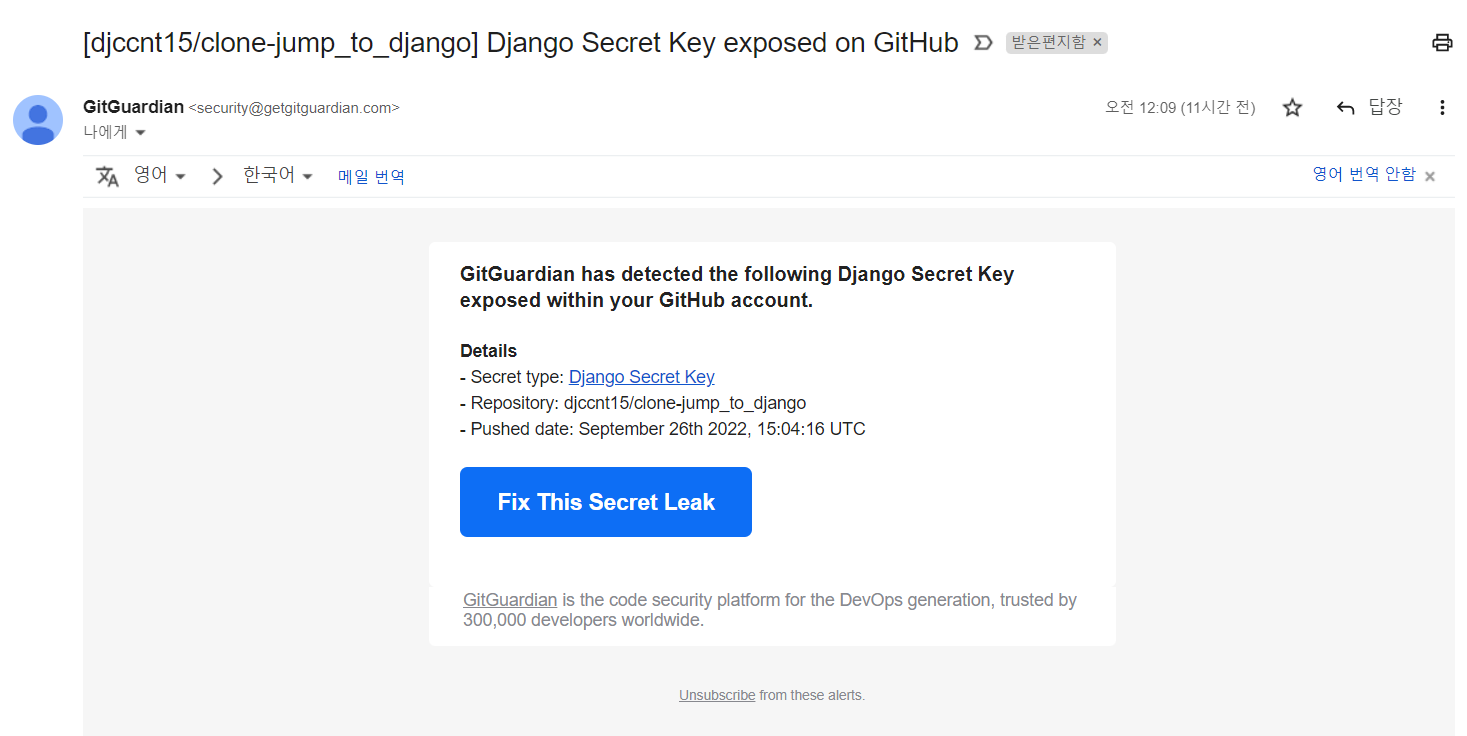 [djccnt15/clone-jump_to_django] Django Secret Key exposed on GitHub 받은편지함 ×
GitGuardian <security@getgitguardian.com> 오전 12:09 (11시간 전) 답장
나에게
영어 한국어 메일 번역 영어 번역 안함 ×
GitGuardian has detected the following Django Secret Key
exposed within your GitHub account.
Details
- Secret type: Django Secret Key
- Repository: djccnt15/clone-jump_to_django
- Pushed date: September 26th 2022, 15:04:16 UTC
Fix This Secret Leak
GitGuardian is the code security platform for the DevOps generation, trusted by
300,000 developers worldwide.
Unsubscribe from these alerts.